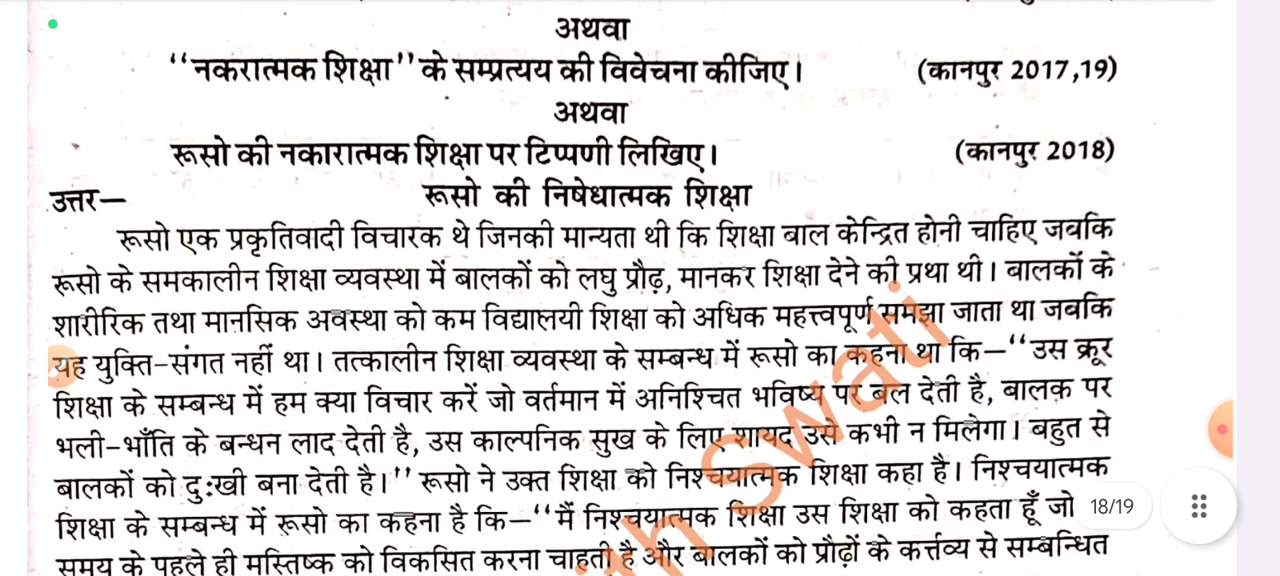 अथवा
“नकरात्मक शिक्षा” के सम्प्रत्यय की विवेचना कीजिए। (कानपुर 2017,19)
अथवा
रूसो की नकारात्मक शिक्षा पर टिप्पणी लिखिए। (कानपुर 2018)
उत्तर— रूसो की निषेधात्मक शिक्षा
रूसो एक प्रकृतिवादी विचारक थे जिनकी मान्यता थी कि शिक्षा बाल केन्द्रित होनी चाहिए जबकि
रूसो के समकालीन शिक्षा व्यवस्था में बालकों को लघु प्रौढ़, मानकर शिक्षा देने की प्रथा थी। बालकों के
शारीरिक तथा मानसिक अवस्था को कम विद्यालयी शिक्षा को अधिक महत्त्वपूर्ण समझा जाता था जबकि
यह युक्ति-संगत नहीं था। तत्कालीन शिक्षा व्यवस्था के सम्बन्ध में रूसो का कहना था कि—“उस क्रूर
शिक्षा के सम्बन्ध में हम क्या विचार करें जो वर्तमान में अनिश्चित भविष्य पर बल देती है, बालक पर
भली-भाँति के बन्धन लाद देती है, उस काल्पनिक सुख के लिए शायद उसे कभी न मिलेगा। बहुत से
बालकों को दुःखी बना देती है।” रूसो ने उक्त शिक्षा को निश्चयात्मक शिक्षा कहा है। निश्चयात्मक
शिक्षा के सम्बन्ध में रूसो का कहना है कि—“मैं निश्चयात्मक शिक्षा उस शिक्षा को कहता हूँ जो
समय के पहले ही मस्तिष्क को विकसित करना चाहती है और बालकों को प्रौढ़ों के कर्त्तव्य से सम्बन्धित
18/19
Swati